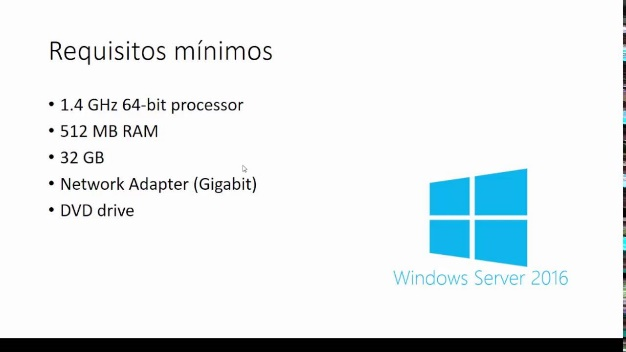 Requisitos mínimos
• 1.4 GHz 64-bit processor
• 512 MB RAM
• 32 GB
• Network Adapter (Gigabit)
• DVD drive
Windows Server 2016